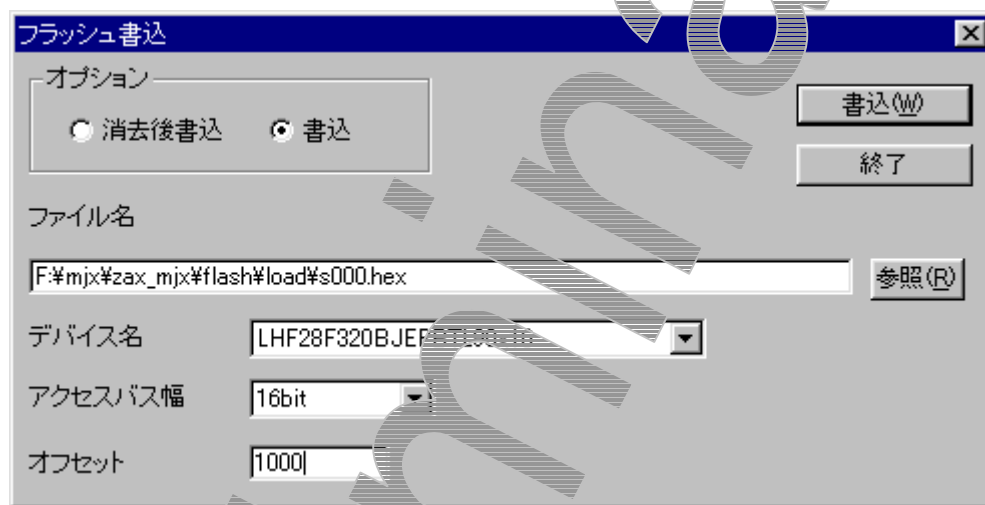 フラッシュ書込
オプション
消去後書込 書込
書込(W)
終了
ファイル名
F:¥mjx¥zax_mjx¥flash¥load¥s000.hex
参照(R)
デバイス名
アクセスバス幅 16bit
オフセット 1000